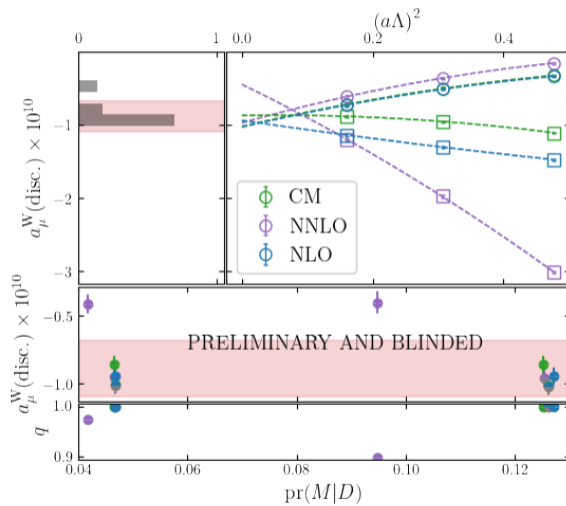 0 1
(aΛ)²
0.0 0.2 0.4
a_μ^W(disc.) × 10¹⁰
−1
−2
−3
CM
NNLO
NLO
a_μ^W(disc.) × 10¹⁰
−0.5
−1.0
PRELIMINARY AND BLINDED
q
1.0
0.9
0.04 0.06 0.08 0.10 0.12
pr(M|D)